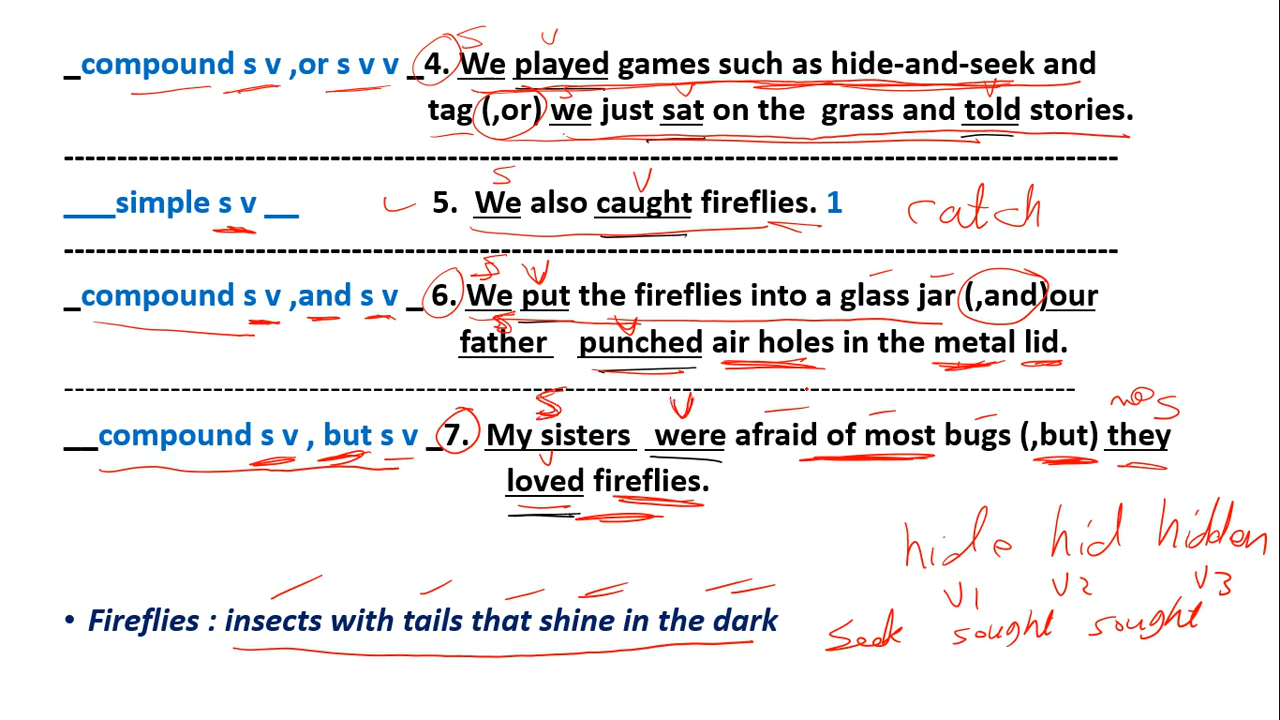 S V
_compound s v ,or s v v _4. We played games such as hide-and-seek and
S V V
tag (,or) we just sat on the grass and told stories.
S V
___simple s v __ 5. We also caught fireflies. 1 catch
S V
_compound s v ,and s v _ 6. We put the fireflies into a glass jar (,and)our
S V
father punched air holes in the metal lid.
S V S
__compound s v , but s v _7. My sisters were afraid of most bugs (,but) they
V
loved fireflies.
hide hid hidden
V1 V2 V3
• Fireflies : insects with tails that shine in the dark
seek sought sought